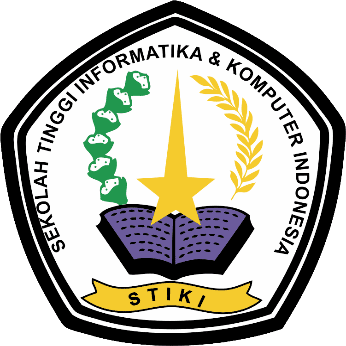 SEKOLAH TINGGI INFORMATIKA & KOMPUTER INDONESIA
STIKI